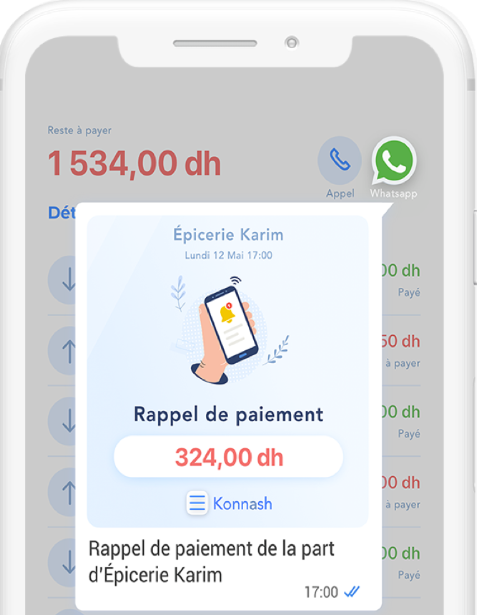 Reste à payer
1 534,00 dh
Appel
Whatsapp
Dét
Épicerie Karim
Lundi 12 Mai 17:00
Rappel de paiement
324,00 dh
Konnash
Rappel de paiement de la part
d'Épicerie Karim
17:00
00 dh
Payé
50 dh
à payer
00 dh
Payé
00 dh
à payer
00 dh
Payé